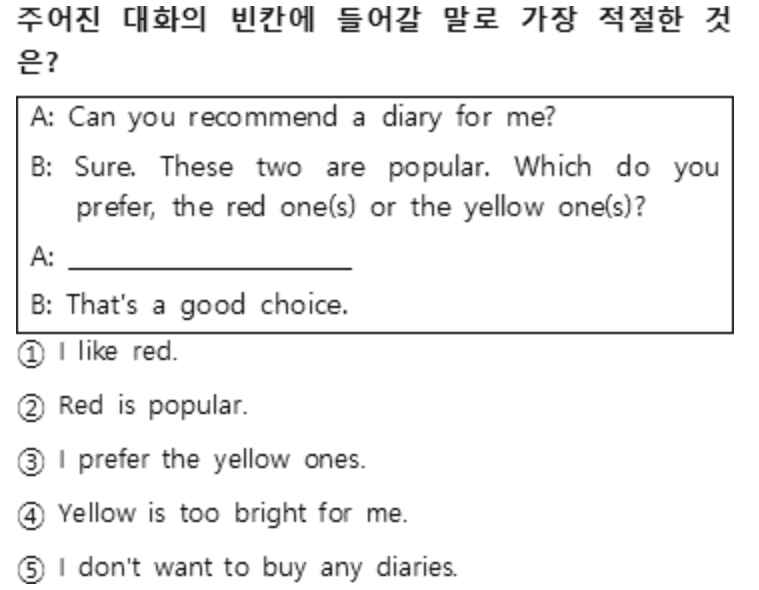 주어진 대화의 빈칸에 들어갈 말로 가장 적절한 것
은?
A: Can you recommend a diary for me?
B: Sure. These two are popular. Which do you
prefer, the red one(s) or the yellow one(s)?
A: ____________________
B: That's a good choice.
① I like red.
② Red is popular.
③ I prefer the yellow ones.
④ Yellow is too bright for me.
⑤ I don't want to buy any diaries.